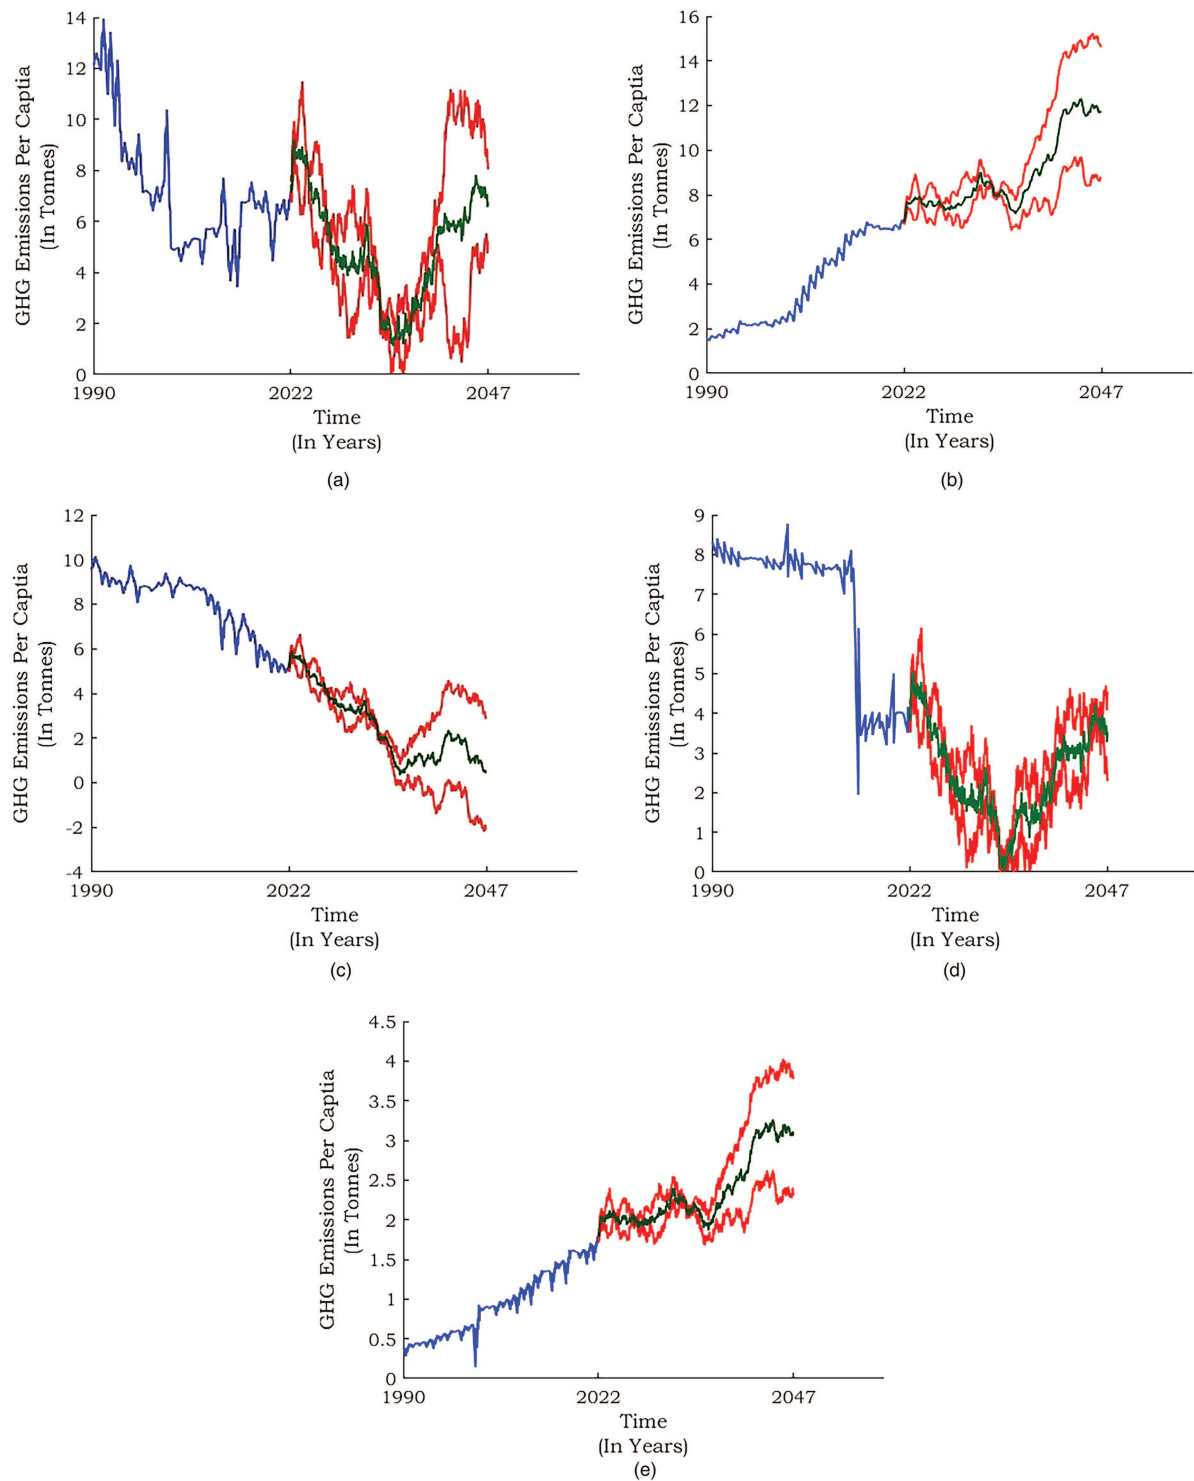 14
12
10
8
6
4
2
0
GHG Emissions Per Captia
(In Tonnes)
1990
2022
2047
Time
(In Years)
(a)
16
14
12
10
8
6
4
2
0
GHG Emissions Per Captia
(In Tonnes)
1990
2022
2047
Time
(In Years)
(b)
12
10
8
6
4
2
0
-2
-4
GHG Emissions Per Captia
(In Tonnes)
1990
2022
2047
Time
(In Years)
(c)
9
8
7
6
5
4
3
2
1
0
GHG Emissions Per Captia
(In Tonnes)
1990
2022
2047
Time
(In Years)
(d)
4.5
4
3.5
3
2.5
2
1.5
1
0.5
0
GHG Emissions Per Captia
(In Tonnes)
1990
2022
2047
Time
(In Years)
(e)